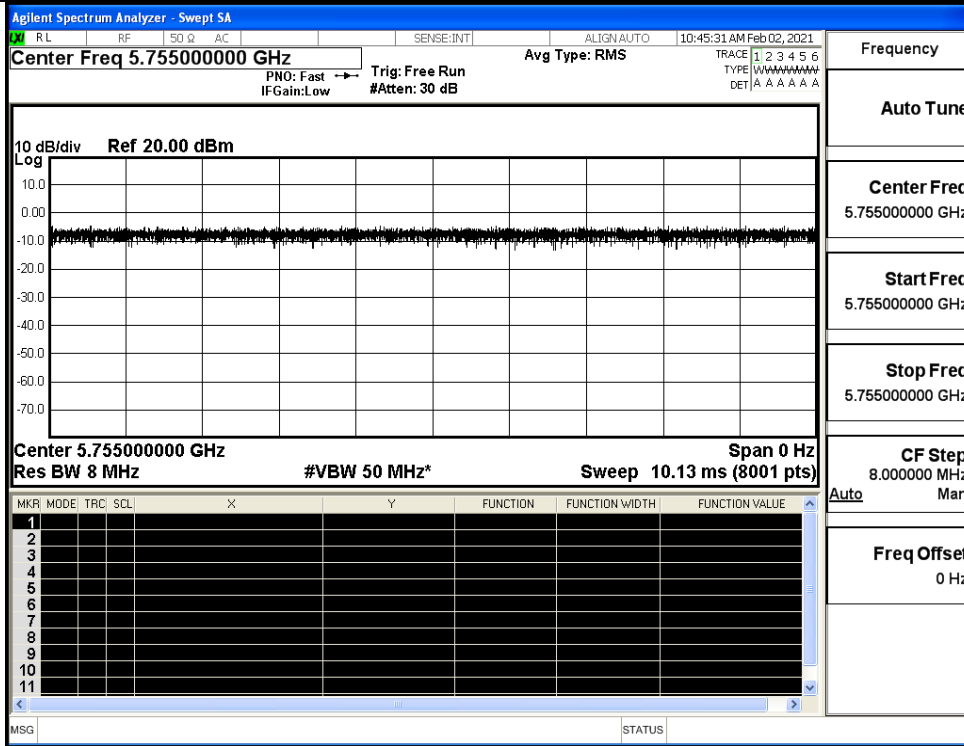 Agilent Spectrum Analyzer - Swept SA
LXI RL RF 50 Ω AC SENSE:INT ALIGN AUTO 10:45:31 AM Feb 02, 2021
Center Freq 5.755000000 GHz
PNO: Fast
IFGain:Low
Trig: Free Run
#Atten: 30 dB
Avg Type: RMS
TRACE 1 2 3 4 5 6
TYPE WWWWWW
DET A A A A A A
10 dB/div Ref 20.00 dBm
Log
10.0
0.00
-10.0
-20.0
-30.0
-40.0
-50.0
-60.0
-70.0
Center 5.755000000 GHz Span 0 Hz
Res BW 8 MHz #VBW 50 MHz* Sweep 10.13 ms (8001 pts)
MKR MODE TRC SCL X Y FUNCTION FUNCTION WIDTH FUNCTION VALUE
1
2
3
4
5
6
7
8
9
10
11
MSG STATUS
Frequency
Auto Tune
Center Freq
5.755000000 GHz
Start Freq
5.755000000 GHz
Stop Freq
5.755000000 GHz
CF Step
8.000000 MHz
Auto Man
Freq Offset
0 Hz